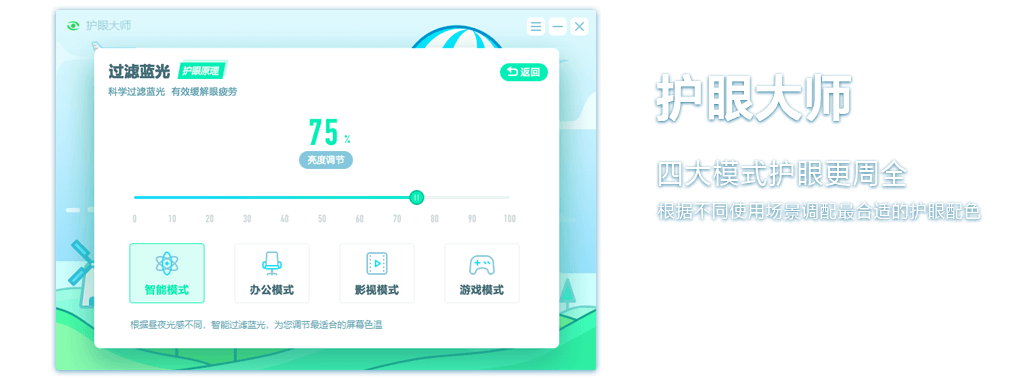 护眼大师
过滤蓝光 护眼原理
返回
科学过滤蓝光 有效缓解眼疲劳
75 %
亮度调节
0 10 20 30 40 50 60 70 80 90 100
智能模式 办公模式 影视模式 游戏模式
根据昼夜光感不同，智能过滤蓝光，为您调节最适合的屏幕色温
护眼大师
四大模式护眼更周全
根据不同使用场景调配最合适的护眼配色